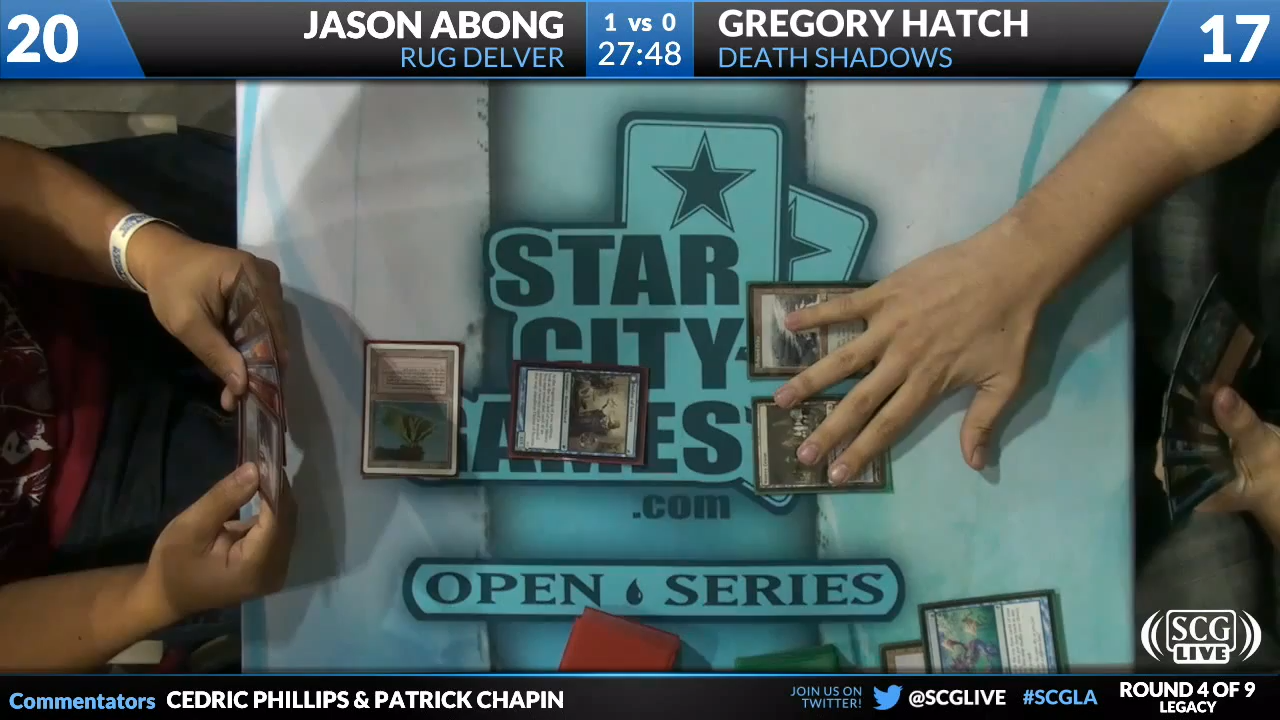 20
JASON ABONG
RUG DELVER
1 vs 0
27:48
GREGORY HATCH
DEATH SHADOWS
17
STAR
CITY
GAMES
.com
OPEN SERIES
SCG
LIVE
Commentators CEDRIC PHILLIPS & PATRICK CHAPIN
JOIN US ON
TWITTER!
@SCGLIVE #SCGLA
ROUND 4 OF 9
LEGACY